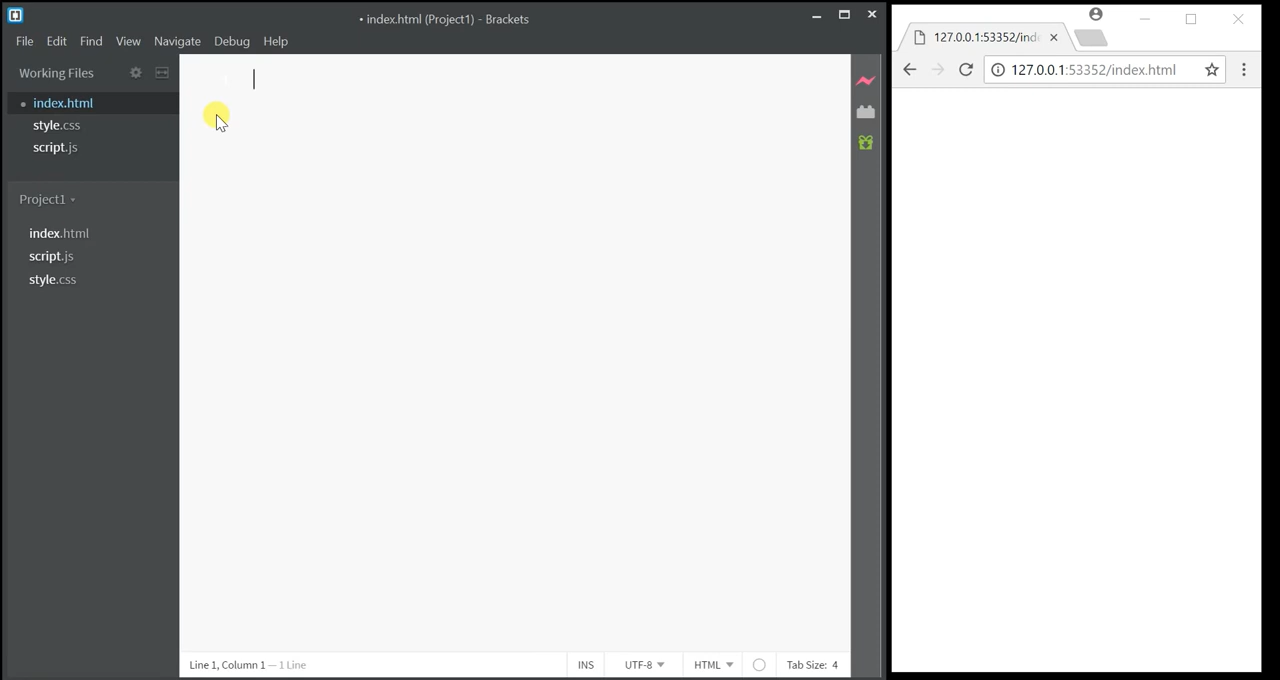 • index.html (Project1) - Brackets
File Edit Find View Navigate Debug Help
Working Files
index.html
style.css
script.js
Project1
index.html
script.js
style.css
Line 1, Column 1 — 1 Line
INS
UTF-8
HTML
Tab Size: 4
127.0.0.1:53352/ind
127.0.0.1:53352/index.html